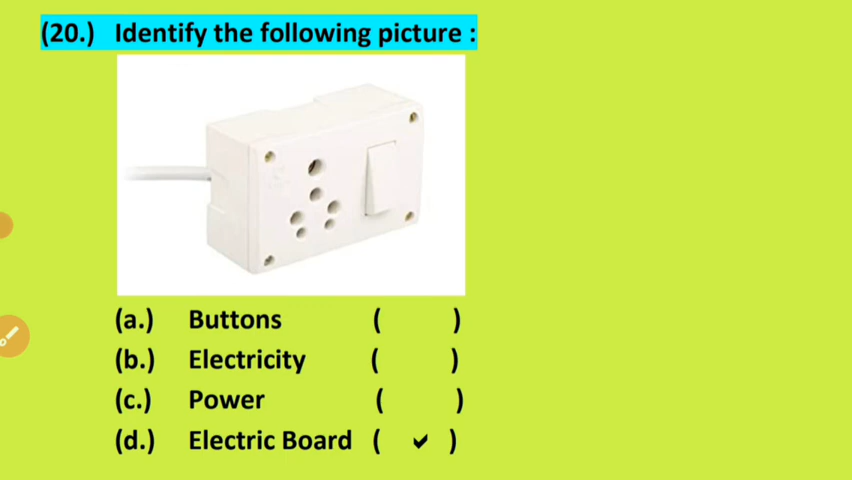 (20.) Identify the following picture :
(a.) Buttons ( )
(b.) Electricity ( )
(c.) Power ( )
(d.) Electric Board ( ✔ )